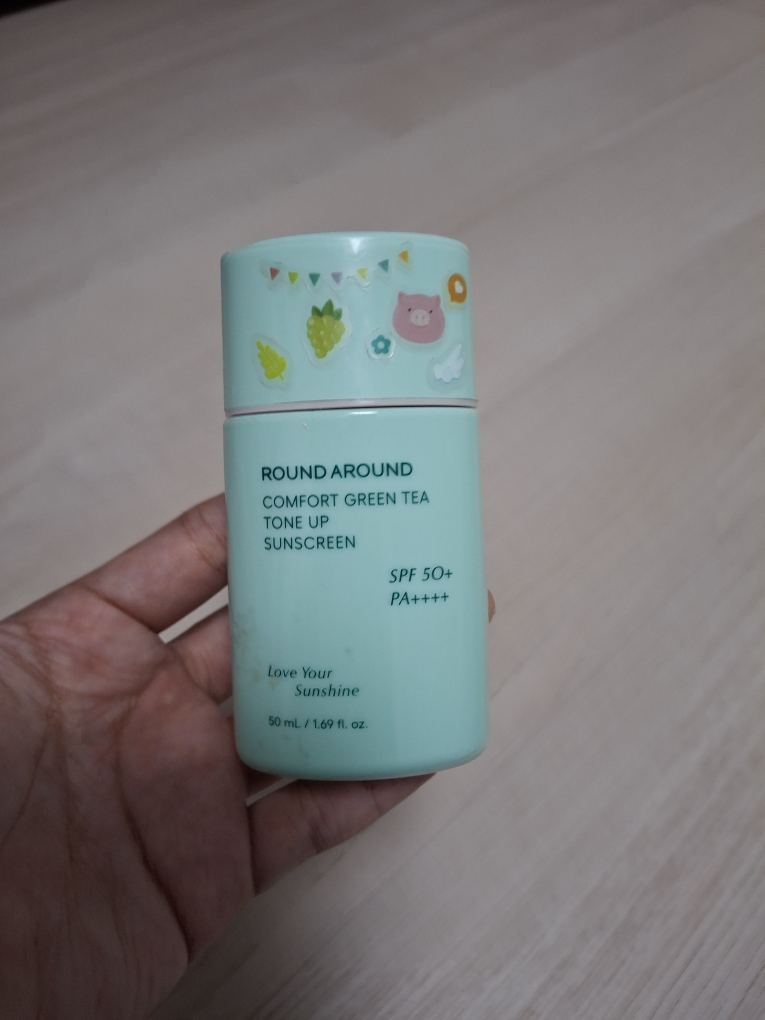 ROUND AROUND
COMFORT GREEN TEA
TONE UP
SUNSCREEN
SPF 50+
PA++++
Love Your
Sunshine
50 mL / 1.69 fl. oz.